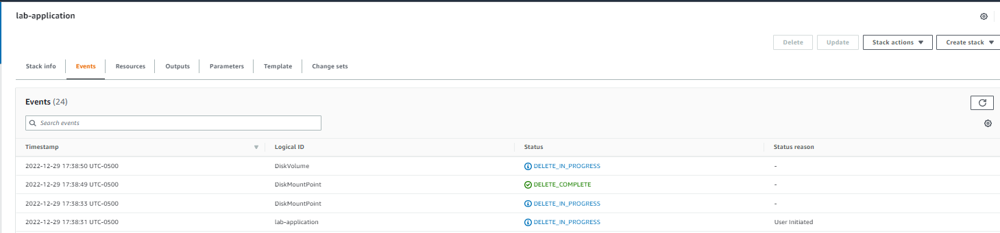 lab-application
Delete Update Stack actions Create stack
Stack info Events Resources Outputs Parameters Template Change sets
Events (24)
Search events
Timestamp Logical ID Status Status reason
2022-12-29 17:38:50 UTC-0500 DiskVolume DELETE_IN_PROGRESS -
2022-12-29 17:38:49 UTC-0500 DiskMountPoint DELETE_COMPLETE -
2022-12-29 17:38:33 UTC-0500 DiskMountPoint DELETE_IN_PROGRESS -
2022-12-29 17:38:31 UTC-0500 lab-application DELETE_IN_PROGRESS User Initiated